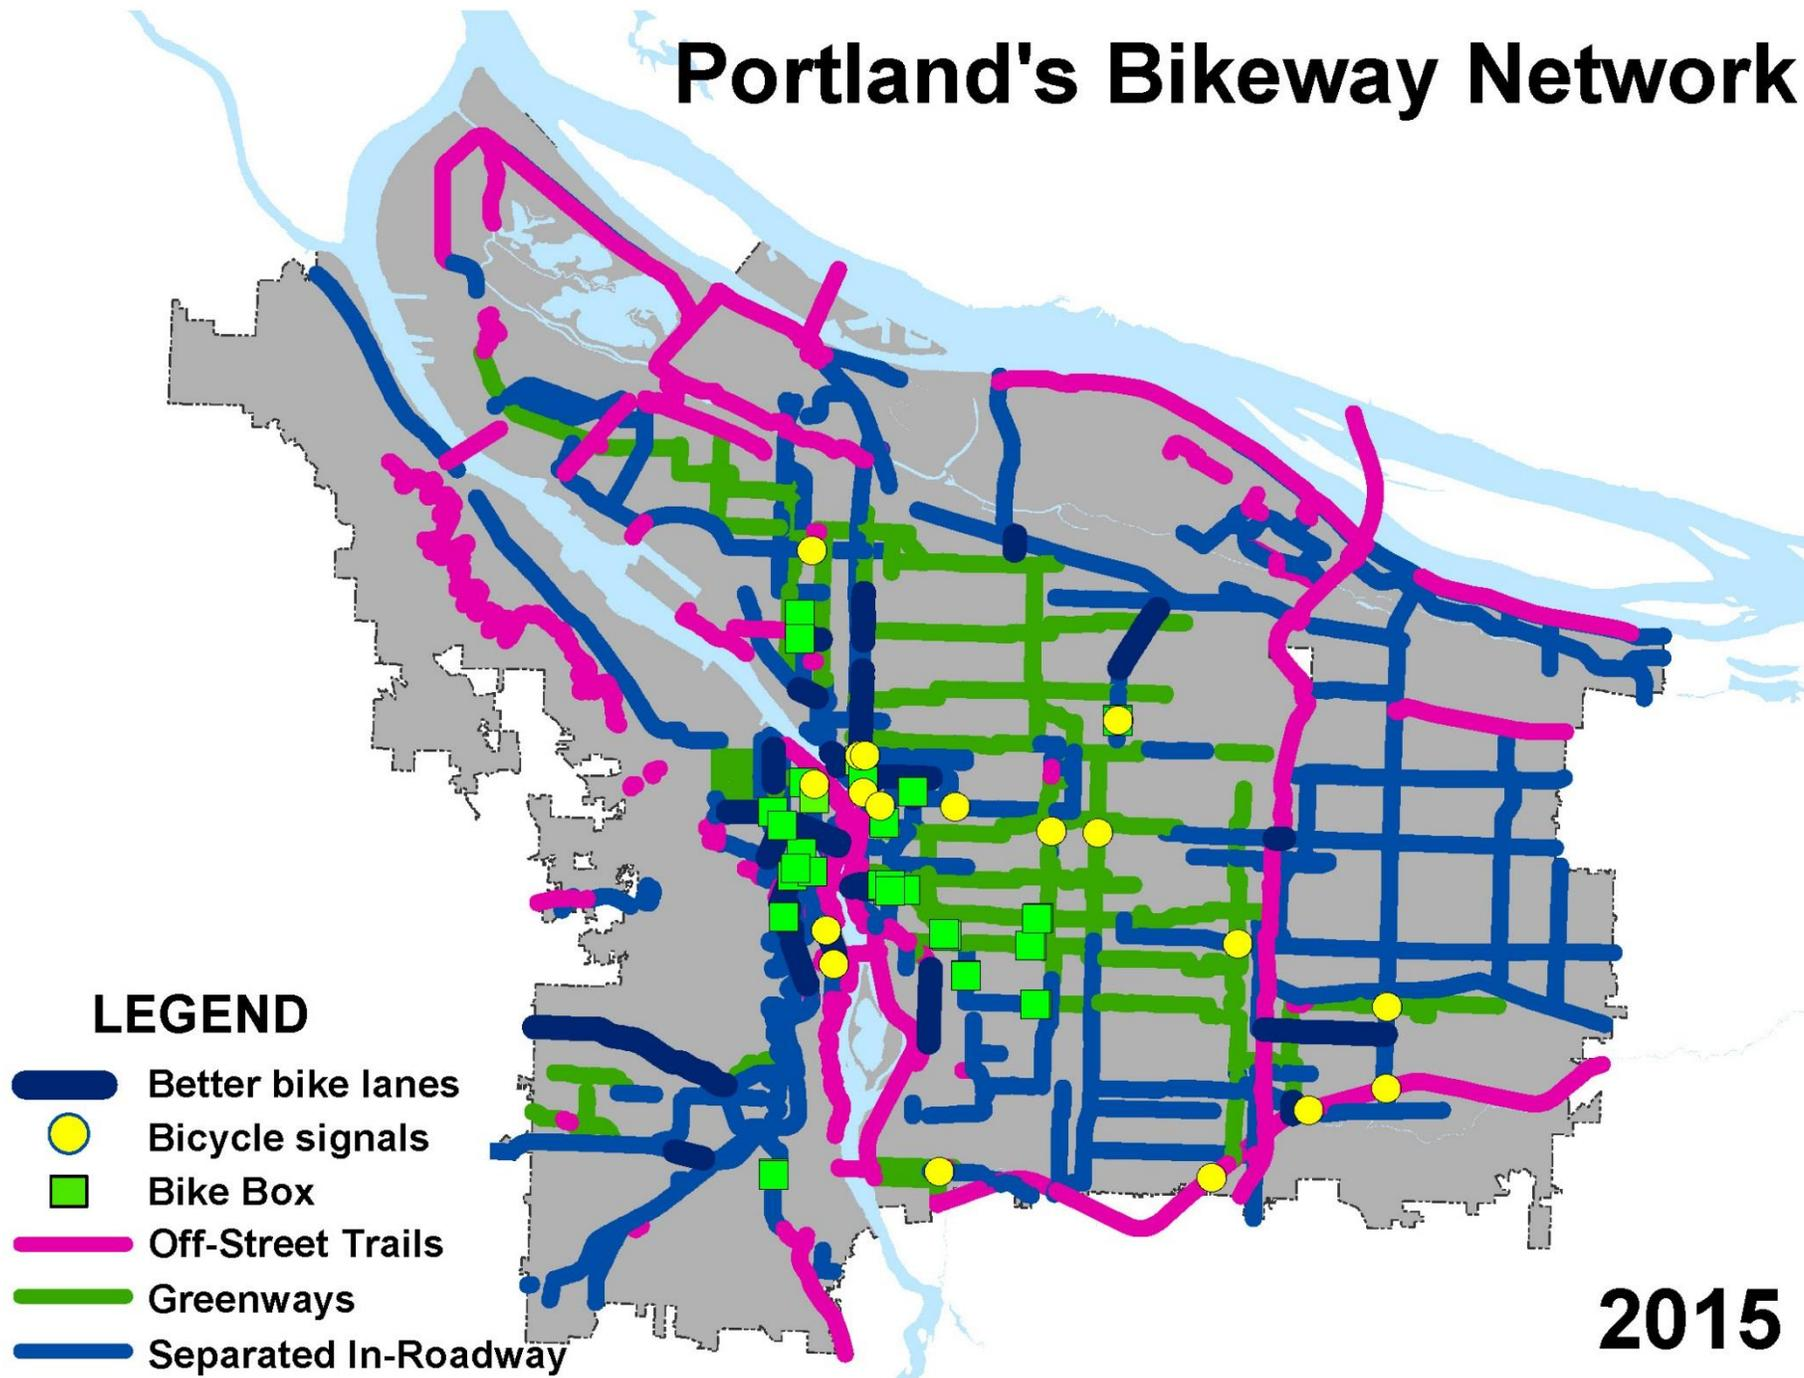 Portland's Bikeway Network
LEGEND
Better bike lanes
Bicycle signals
Bike Box
Off-Street Trails
Greenways
Separated In-Roadway
2015